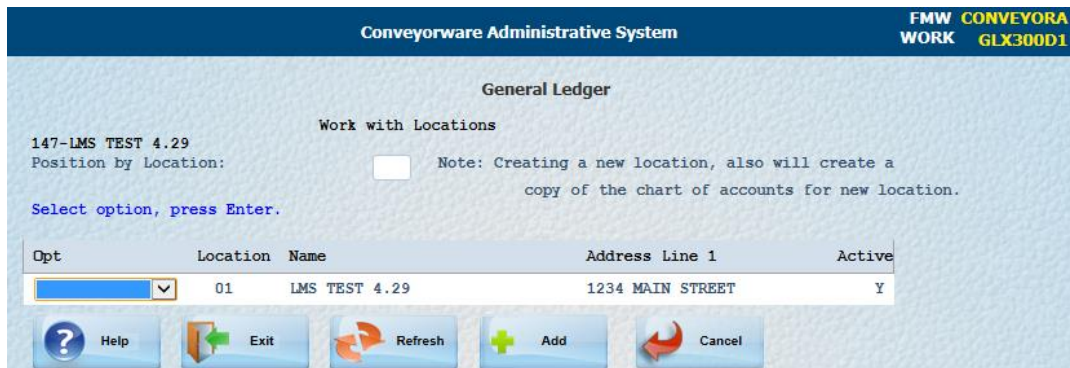 Conveyorware Administrative System
FMW CONVEYORA
WORK GLX300D1
General Ledger
Work with Locations
147-LMS TEST 4.29
Position by Location:
Note: Creating a new location, also will create a
copy of the chart of accounts for new location.
Select option, press Enter.
Opt Location Name Address Line 1 Active
01 LMS TEST 4.29 1234 MAIN STREET Y
? Help Exit Refresh Add Cancel